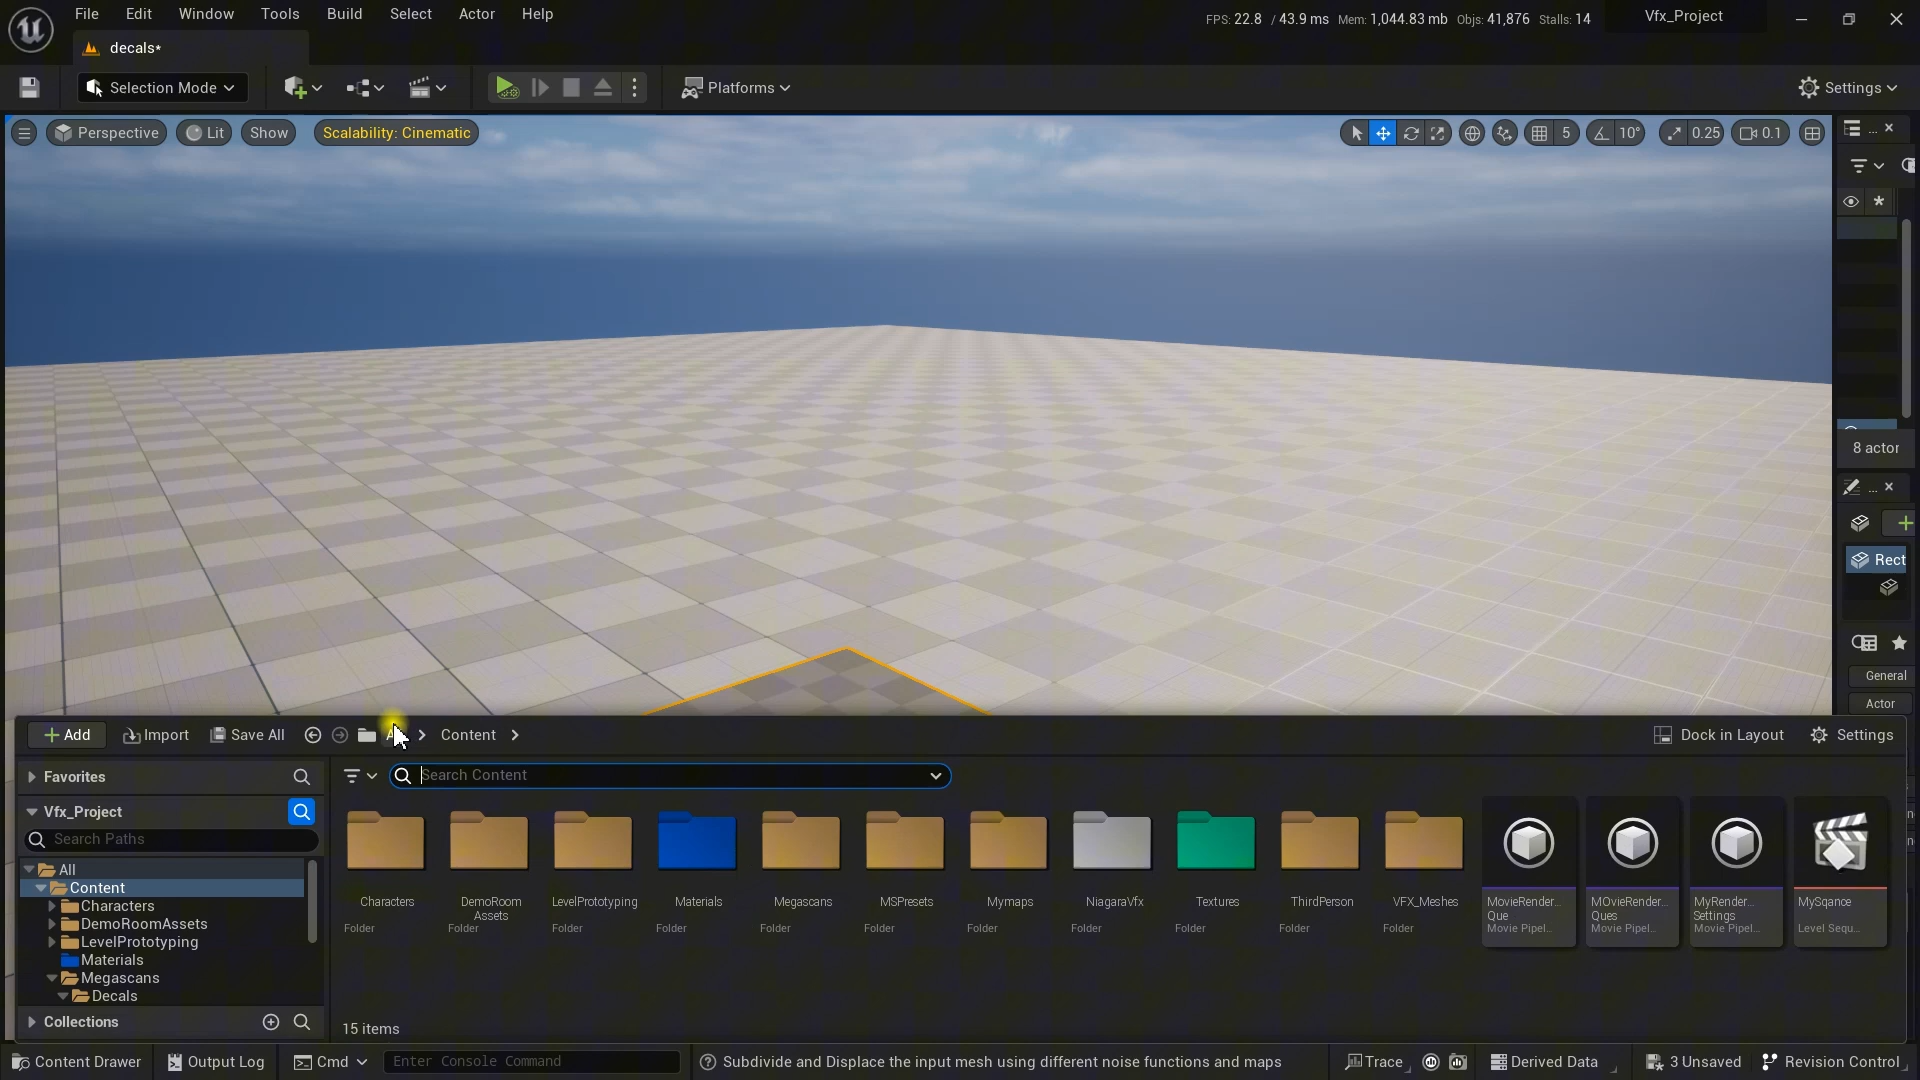 File Edit Window Tools Build Select Actor Help
FPS: 22.8 / 43.9 ms Mem: 1,044.83 mb Objs: 41,876 Stalls: 14
Vfx_Project
decals*
Selection Mode
Platforms
Settings
Perspective Lit Show Scalability: Cinematic
5 10° 0.25 0.1
...
8 actor
...
Rect
General
Actor
Add Import Save All Content
Dock in Layout Settings
Favorites
Search Content
Vfx_Project
Search Paths
All
Content
Characters
DemoRoomAssets
LevelPrototyping
Materials
Megascans
Decals
Collections
Characters
Folder
DemoRoom
Assets
Folder
LevelPrototyping
Folder
Materials
Folder
Megascans
Folder
MSPresets
Folder
Mymaps
Folder
NiagaraVfx
Folder
Textures
Folder
ThirdPerson
Folder
VFX_Meshes
Folder
MovieRender...
Que
Movie Pipel...
MOvieRender...
Ques
Movie Pipel...
MyRender...
Settings
Movie Pipel...
MySqance
Level Sequ...
15 items
Content Drawer Output Log Cmd Enter Console Command
Subdivide and Displace the input mesh using different noise functions and maps
Trace Derived Data 3 Unsaved Revision Control